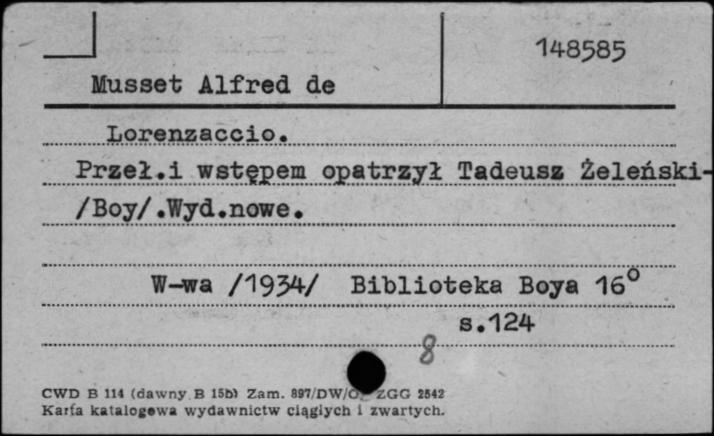 148585
Musset Alfred de
Lorenzaccio.
Przeł.i wstępem opatrzył Tadeusz Żeleński-
/Boy/.Wyd.nowe.
W-wa /1934/ Biblioteka Boya 16°
s.124
8
CWD B 114 (dawny B 15b) Zam. 897/DW/ ZGG 2542
Karta katalogowa wydawnictw ciągłych i zwartych.